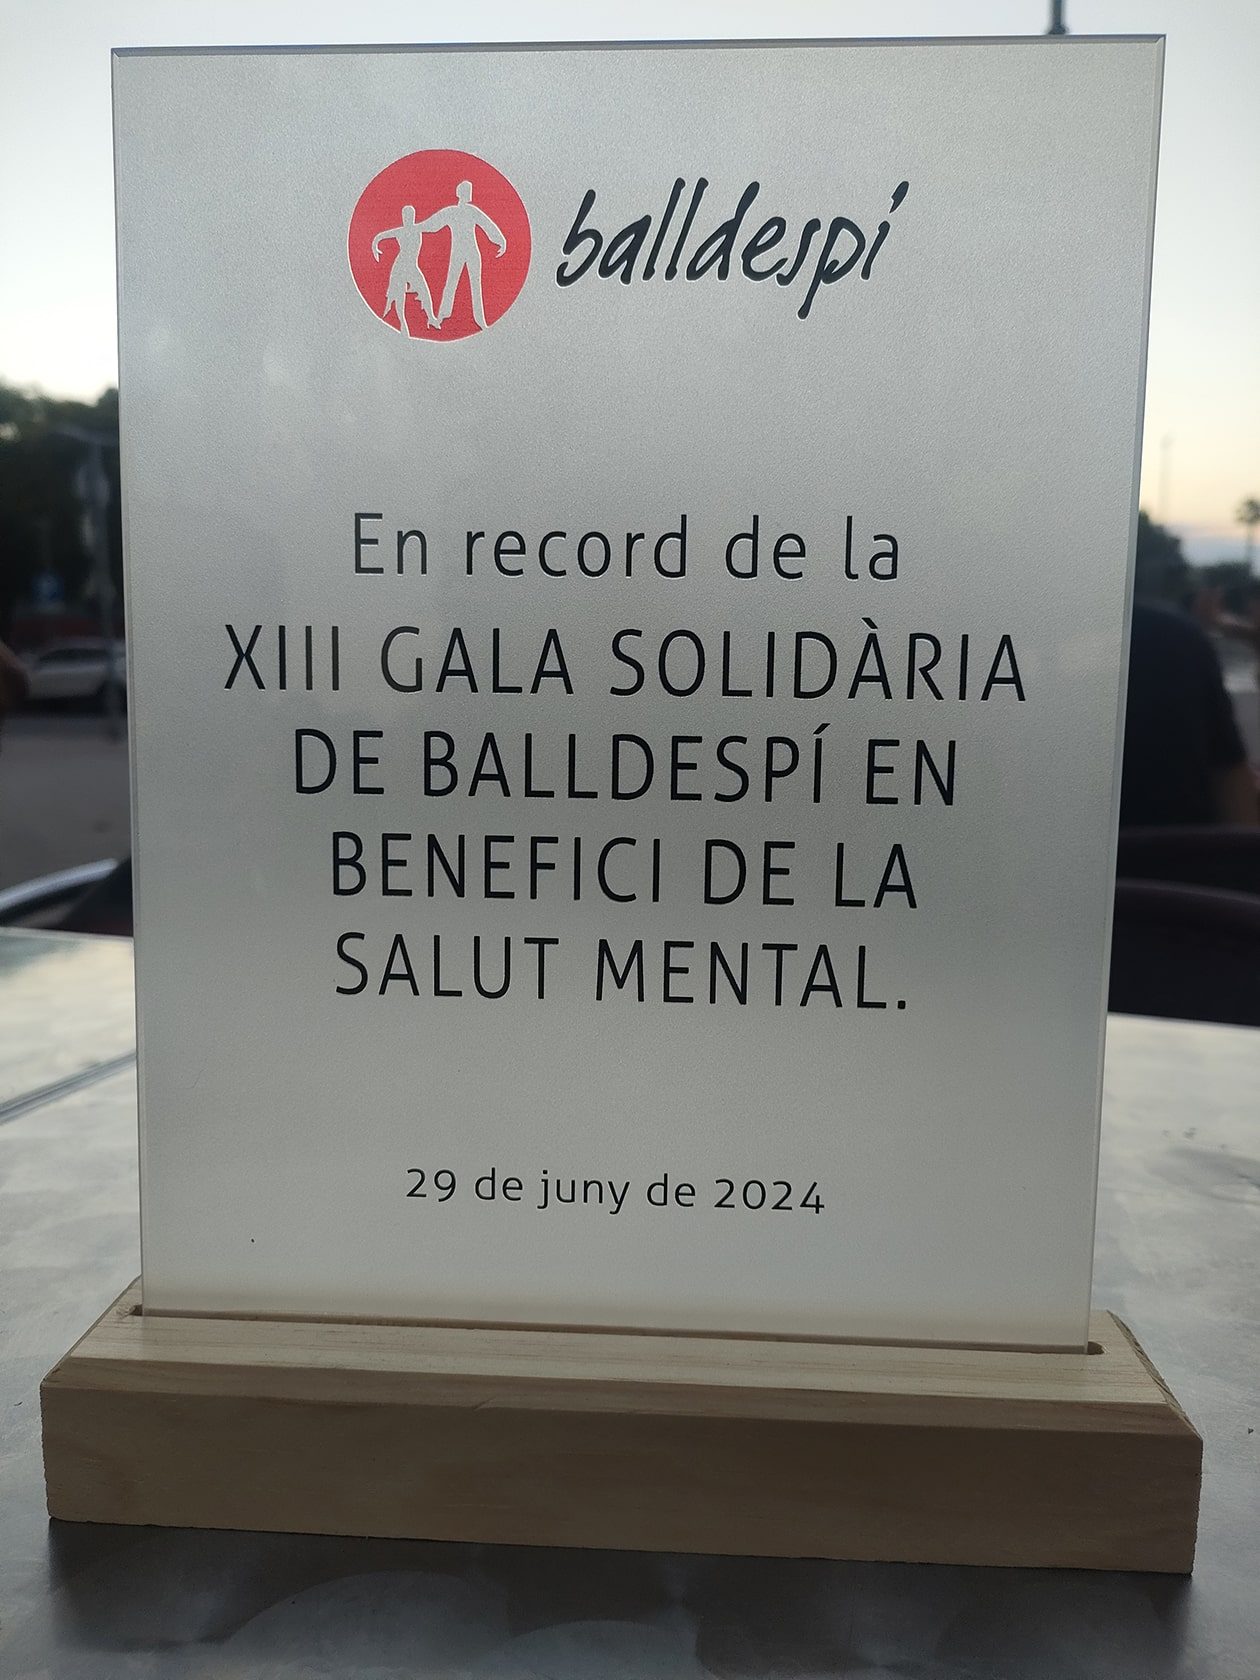 balldespí
En record de la
XIII GALA SOLIDÀRIA
DE BALLDESPÍ EN
BENEFICI DE LA
SALUT MENTAL.
29 de juny de 2024